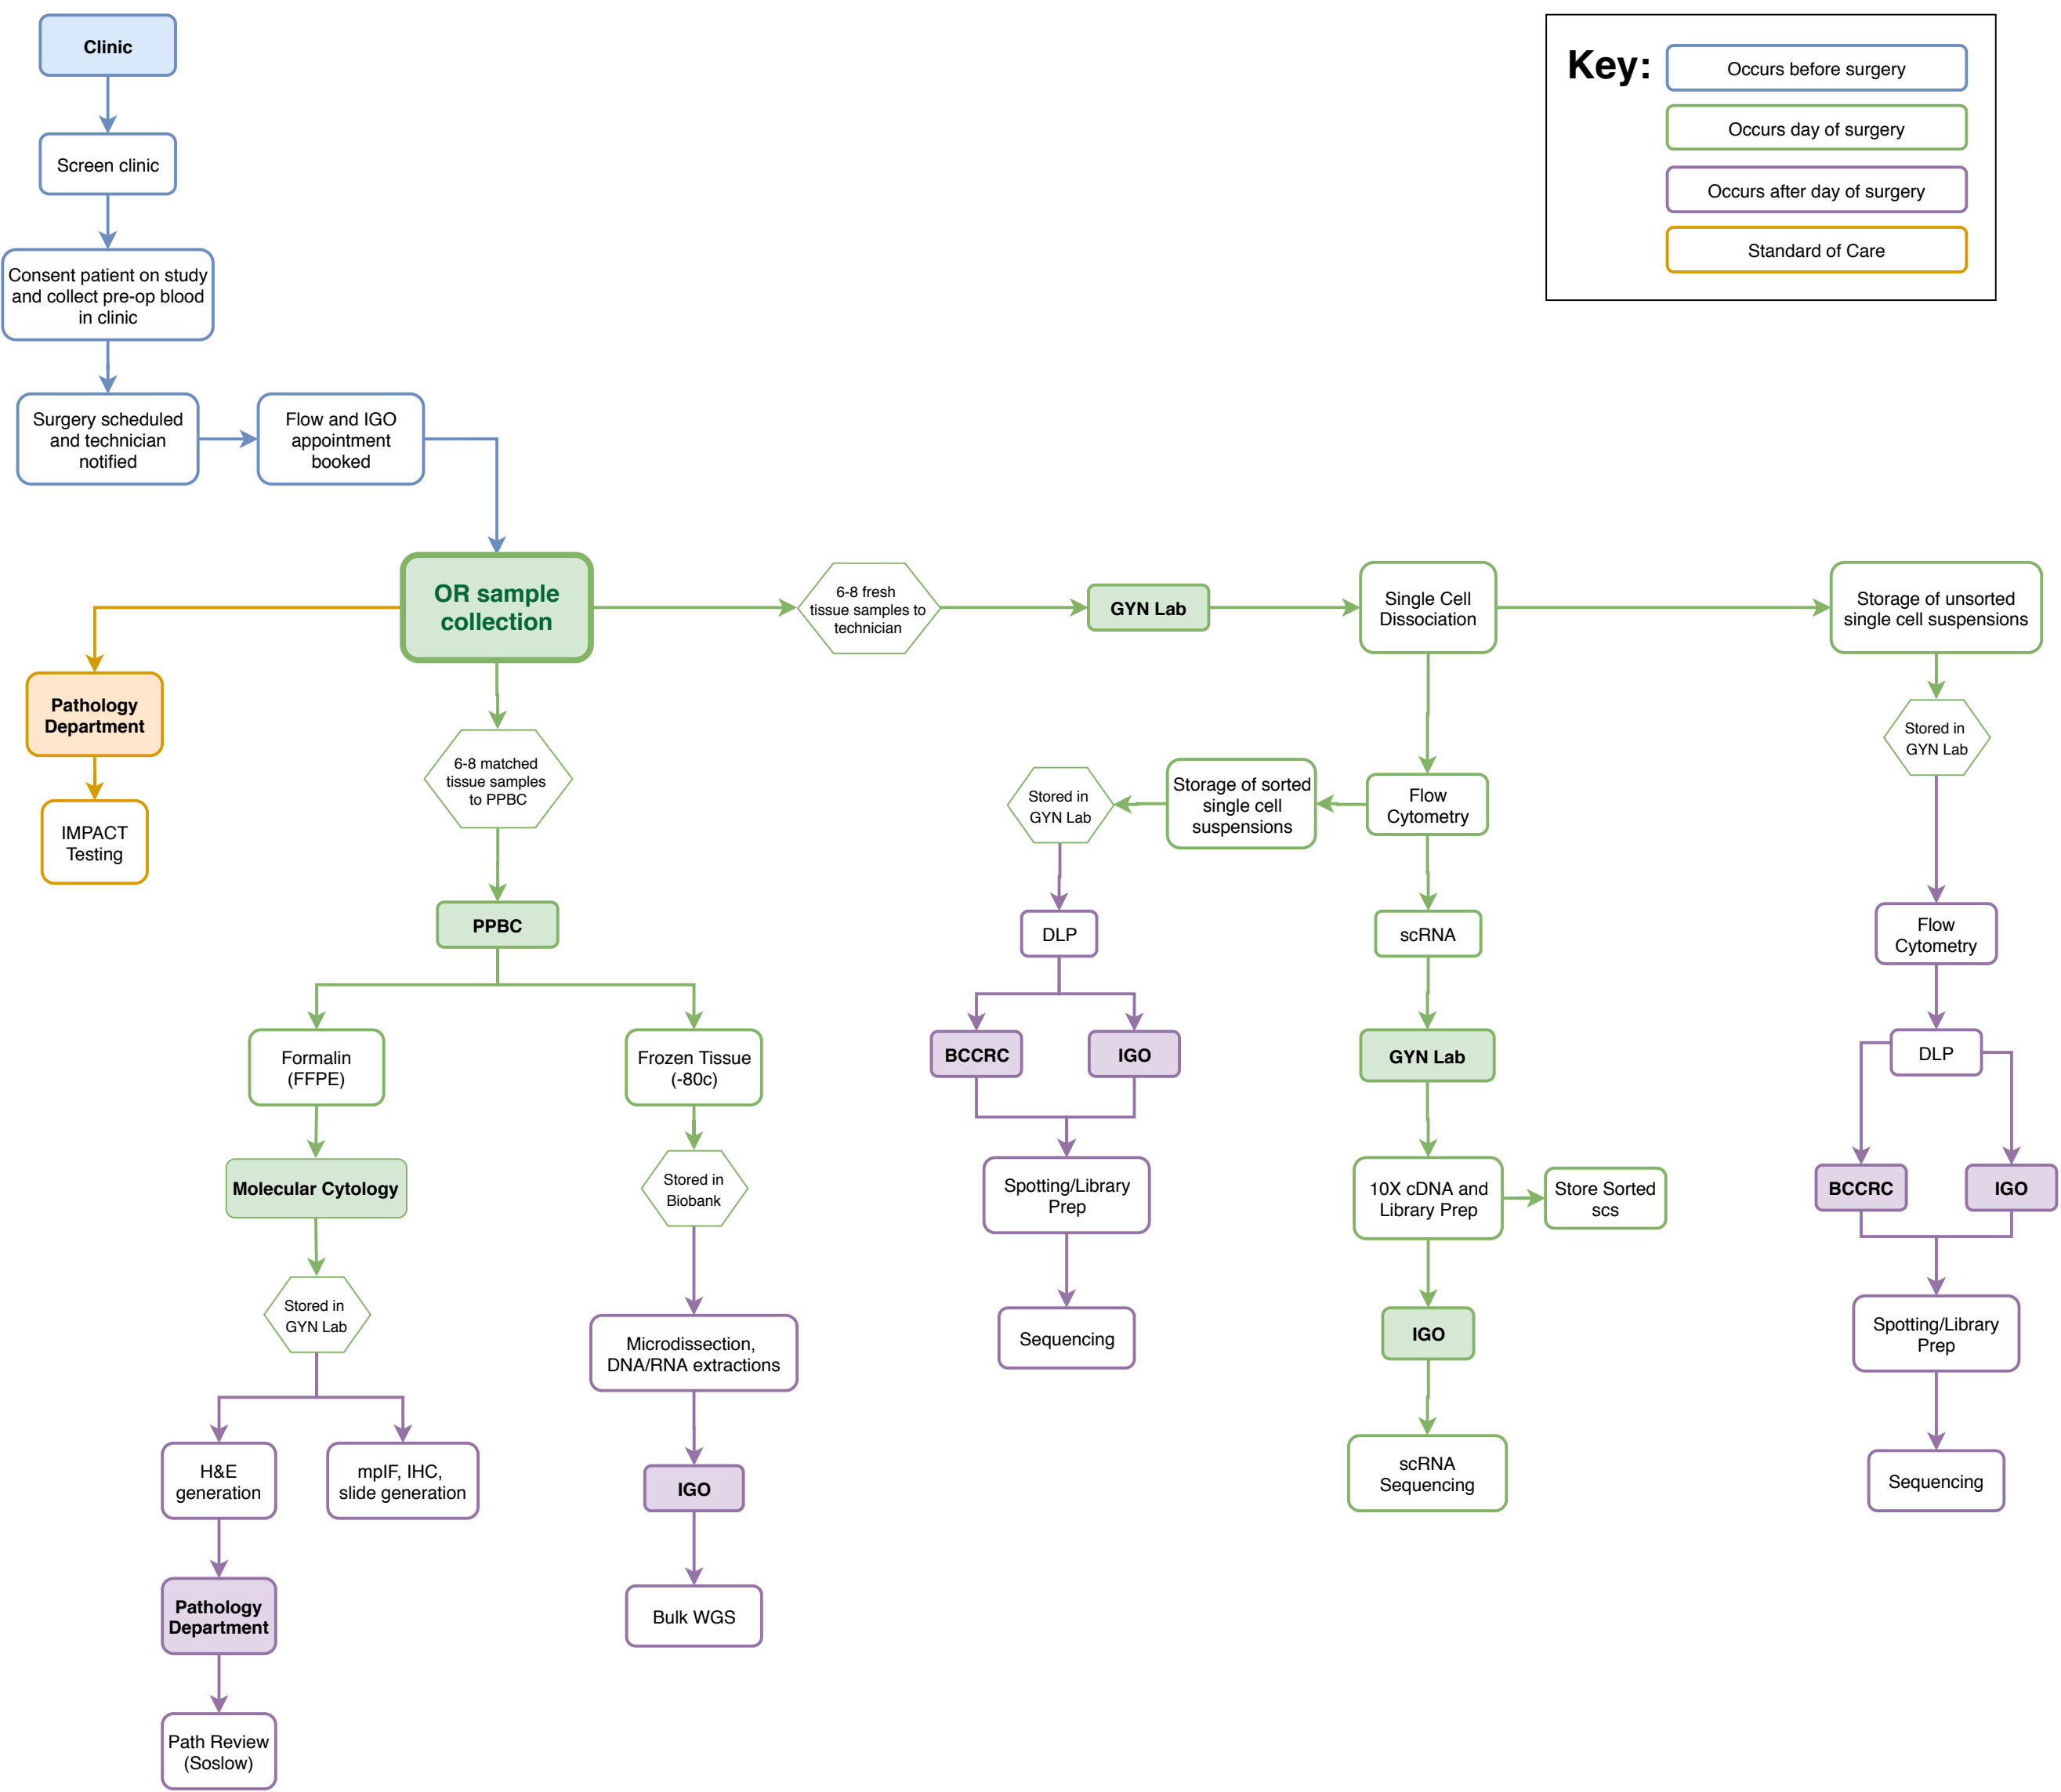 Clinic
Key:
Occurs before surgery
Occurs day of surgery
Occurs after day of surgery
Standard of Care
Screen clinic
Consent patient on study
and collect pre-op blood
in clinic
Surgery scheduled
and technician
notified
Flow and IGO
appointment
booked
OR sample
collection
6-8 fresh
tissue samples to
technician
GYN Lab
Single Cell
Dissociation
Storage of unsorted
single cell suspensions
Pathology
Department
IMPACT
Testing
6-8 matched
tissue samples
to PPBC
PPBC
Formalin
(FFPE)
Molecular Cytology
Stored in
GYN Lab
H&E
generation
mpIF, IHC,
slide generation
Pathology
Department
Path Review
(Soslow)
Frozen Tissue
(-80c)
Stored in
Biobank
Microdissection,
DNA/RNA extractions
IGO
Bulk WGS
Flow
Cytometry
Storage of sorted
single cell
suspensions
Stored in
GYN Lab
DLP
BCCRC
IGO
Spotting/Library
Prep
Sequencing
scRNA
GYN Lab
10X cDNA and
Library Prep
Store Sorted
scs
IGO
scRNA
Sequencing
Stored in
GYN Lab
Flow
Cytometry
DLP
BCCRC
IGO
Spotting/Library
Prep
Sequencing